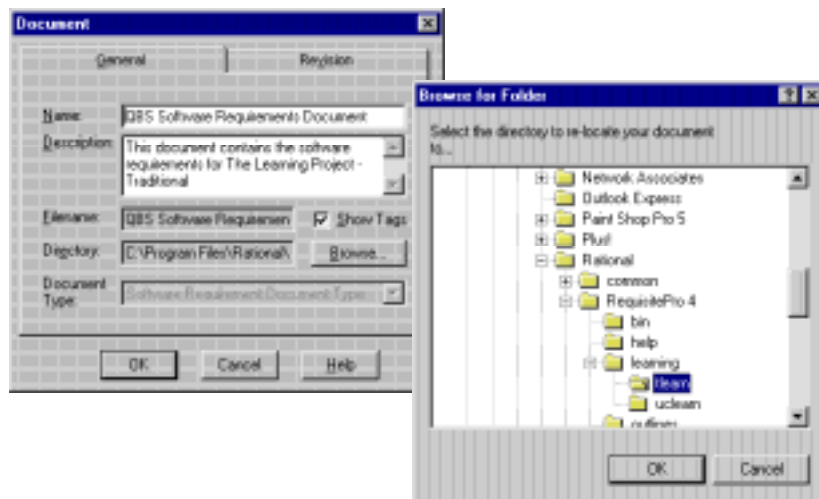 Document
General Revision
Name: QBS Software Requirements Document
Description: This document contains the software
requirements for The Learning Project -
Traditional
Filename: QBS Software Requiremen Show Tags
Directory: C:\Program Files\Rational\ Browse...
Document
Type: Software Requirement Document Type
OK Cancel Help
Browse for Folder
Select the directory to re-locate your document
to...
Network Associates
Outlook Express
Paint Shop Pro 5
Plus!
Rational
common
RequisitePro 4
bin
help
learning
tlearn
uclearn
outlines
OK Cancel